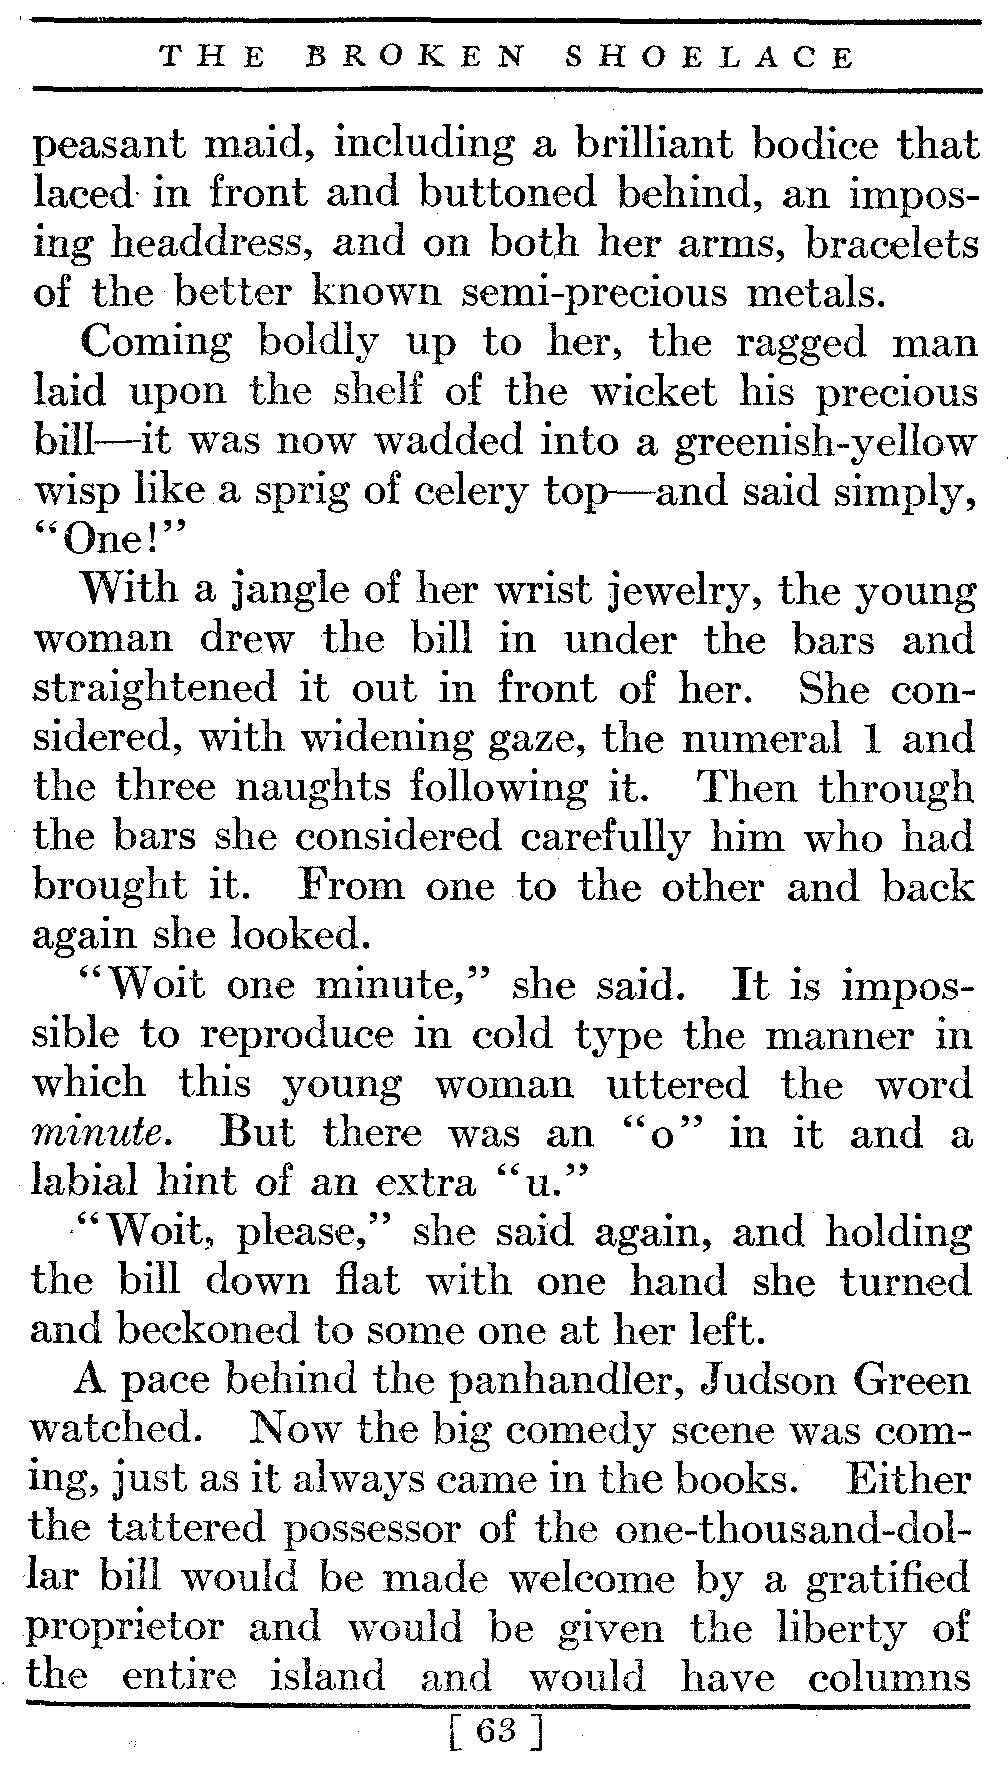 THE BROKEN SHOELACE
peasant maid, including a brilliant bodice that
laced in front and buttoned behind, an impos-
ing headdress, and on both her arms, bracelets
of the better known semi-precious metals.
Coming boldly up to her, the ragged man
laid upon the shelf of the wicket his precious
bill—it was now wadded into a greenish-yellow
wisp like a sprig of celery top—and said simply,
“One!”
With a jangle of her wrist jewelry, the young
woman drew the bill in under the bars and
straightened it out in front of her. She con-
sidered, with widening gaze, the numeral 1 and
the three naughts following it. Then through
the bars she considered carefully him who had
brought it. From one to the other and back
again she looked.
“Woit one minute,” she said. It is impos-
sible to reproduce in cold type the manner in
which this young woman uttered the word
minute. But there was an “o” in it and a
labial hint of an extra “u.”
“Woit, please,” she said again, and holding
the bill down flat with one hand she turned
and beckoned to some one at her left.
A pace behind the panhandler, Judson Green
watched. Now the big comedy scene was com-
ing, just as it always came in the books. Either
the tattered possessor of the one-thousand-dol-
lar bill would be made welcome by a gratified
proprietor and would be given the liberty of
the entire island and would have columns
[ 63 ]